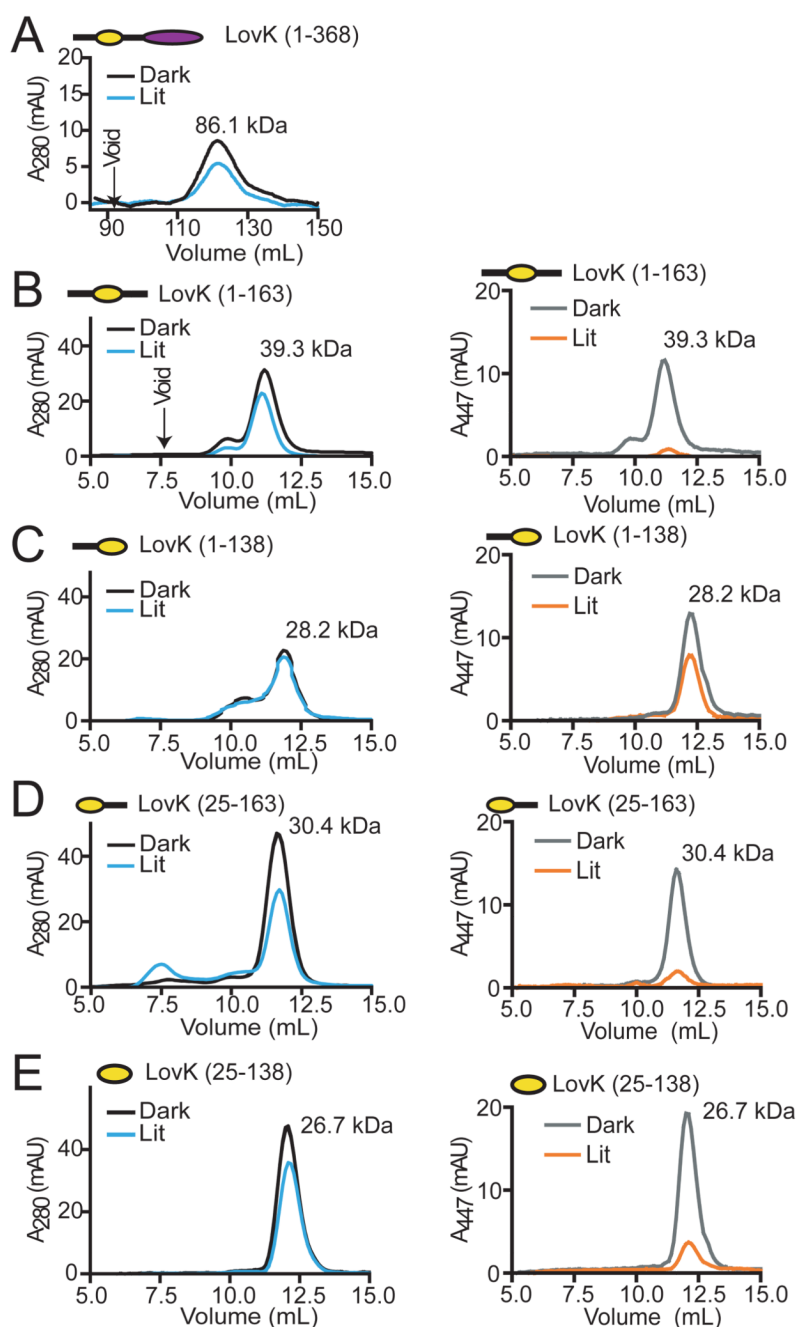 A LovK (1-368)
20
15
10
5
0
A280 (mAU)
Dark
Lit
Void
86.1 kDa
90 110 130 150
Volume (mL)
B LovK (1-163)
40
20
0
A280 (mAU)
Dark
Lit
Void
39.3 kDa
5.0 7.5 10.0 12.5 15.0
Volume (mL)
LovK (1-163)
20
10
0
A447 (mAU)
Dark
Lit
39.3 kDa
5.0 7.5 10.0 12.5 15.0
Volume (mL)
C LovK (1-138)
40
20
0
A280 (mAU)
Dark
Lit
28.2 kDa
5.0 7.5 10.0 12.5 15.0
Volume (mL)
LovK (1-138)
20
10
0
A447 (mAU)
Dark
Lit
28.2 kDa
5.0 7.5 10.0 12.5 15.0
Volume (mL)
D LovK (25-163)
40
20
0
A280 (mAU)
Dark
Lit
30.4 kDa
5.0 7.5 10.0 12.5 15.0
Volume (mL)
LovK (25-163)
20
10
0
A447 (mAU)
Dark
Lit
30.4 kDa
5.0 7.5 10.0 12.5 15.0
Volume (mL)
E LovK (25-138)
40
20
0
A280 (mAU)
Dark
Lit
26.7 kDa
5.0 7.5 10.0 12.5 15.0
Volume (mL)
LovK (25-138)
20
10
0
A447 (mAU)
Dark
Lit
26.7 kDa
5.0 7.5 10.0 12.5 15.0
Volume (mL)